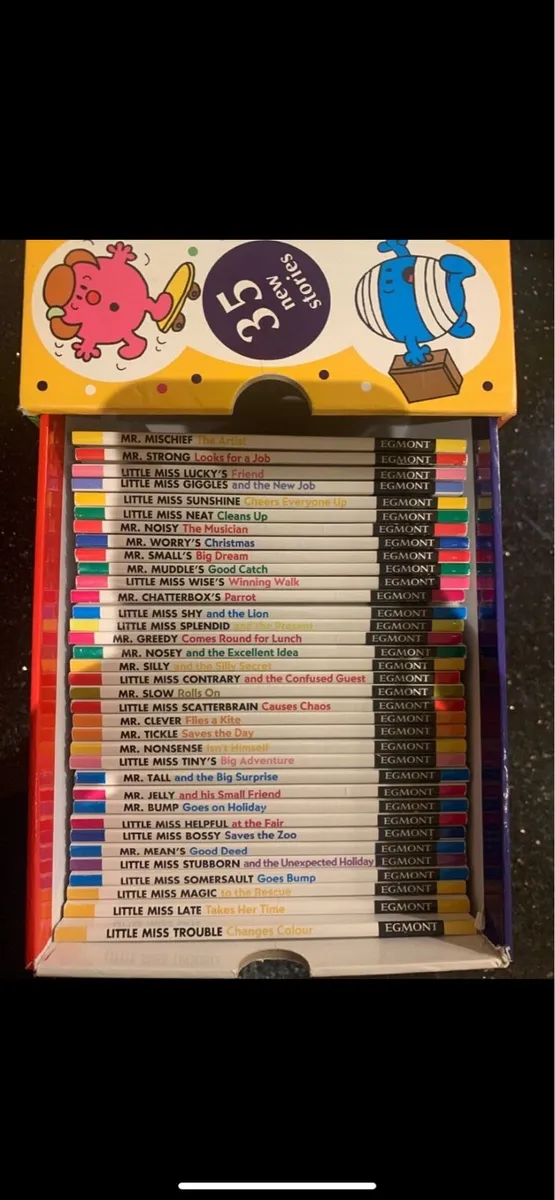 35
new
stories
MR. MISCHIEF The Artist EGMONT
MR. STRONG Looks for a Job EGMONT
LITTLE MISS LUCKY'S Friend EGMONT
LITTLE MISS GIGGLES and the New Job EGMONT
LITTLE MISS SUNSHINE Cheers Everyone Up EGMONT
LITTLE MISS NEAT Cleans Up EGMONT
MR. NOISY The Musician EGMONT
MR. WORRY'S Christmas EGMONT
MR. SMALL'S Big Dream EGMONT
MR. MUDDLE'S Good Catch EGMONT
LITTLE MISS WISE'S Winning Walk EGMONT
MR. CHATTERBOX'S Parrot EGMONT
LITTLE MISS SHY and the Lion EGMONT
LITTLE MISS SPLENDID and the Present EGMONT
MR. GREEDY Comes Round for Lunch EGMONT
MR. NOSEY and the Excellent Idea EGMONT
MR. SILLY and the Silly Secret EGMONT
LITTLE MISS CONTRARY and the Confused Guest EGMONT
MR. SLOW Rolls On EGMONT
LITTLE MISS SCATTERBRAIN Causes Chaos EGMONT
MR. CLEVER Flies a Kite EGMONT
MR. TICKLE Saves the Day EGMONT
MR. NONSENSE Isn't Himself EGMONT
LITTLE MISS TINY'S Big Adventure EGMONT
MR. TALL and the Big Surprise EGMONT
MR. JELLY and his Small Friend EGMONT
MR. BUMP Goes on Holiday EGMONT
LITTLE MISS HELPFUL at the Fair EGMONT
LITTLE MISS BOSSY Saves the Zoo EGMONT
MR. MEAN'S Good Deed EGMONT
LITTLE MISS STUBBORN and the Unexpected Holiday EGMONT
LITTLE MISS SOMERSAULT Goes Bump EGMONT
LITTLE MISS MAGIC to the Rescue EGMONT
LITTLE MISS LATE Takes Her Time EGMONT
LITTLE MISS TROUBLE Changes Colour EGMONT